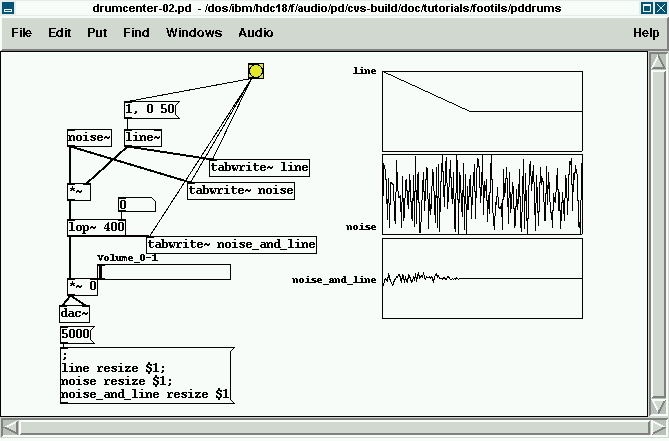 drumcenter-02.pd - /dos/ibm/hdc18/f/audio/pd/cvs-build/doc/tutorials/footils/pddrums
File Edit Put Find Windows Audio Help
line
1, 0 50
noise~ line~
tabwrite~ line
*~
tabwrite~ noise
0
lop~ 400
noise
tabwrite~ noise_and_line
Volume_0-1
noise_and_line
*~ 0
dac~
5000
;
line resize $1;
noise resize $1;
noise_and_line resize $1